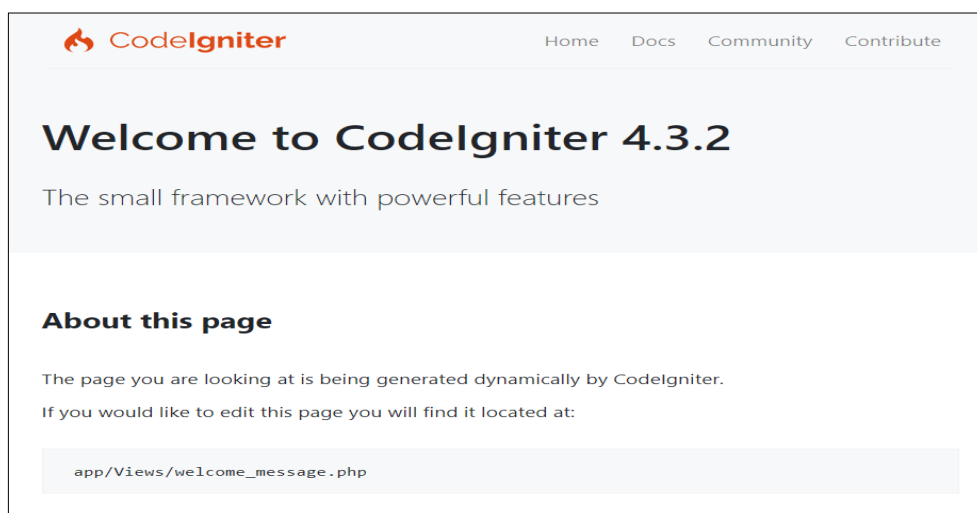 CodeIgniter Home Docs Community Contribute
Welcome to CodeIgniter 4.3.2
The small framework with powerful features
About this page
The page you are looking at is being generated dynamically by CodeIgniter.
If you would like to edit this page you will find it located at:
app/Views/welcome_message.php